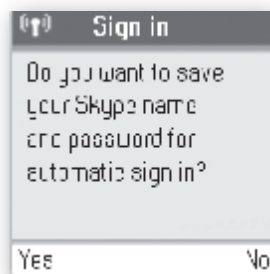 Sign in
Do you want to save
your Skype name
and password for
automatic sign in?
Yes No